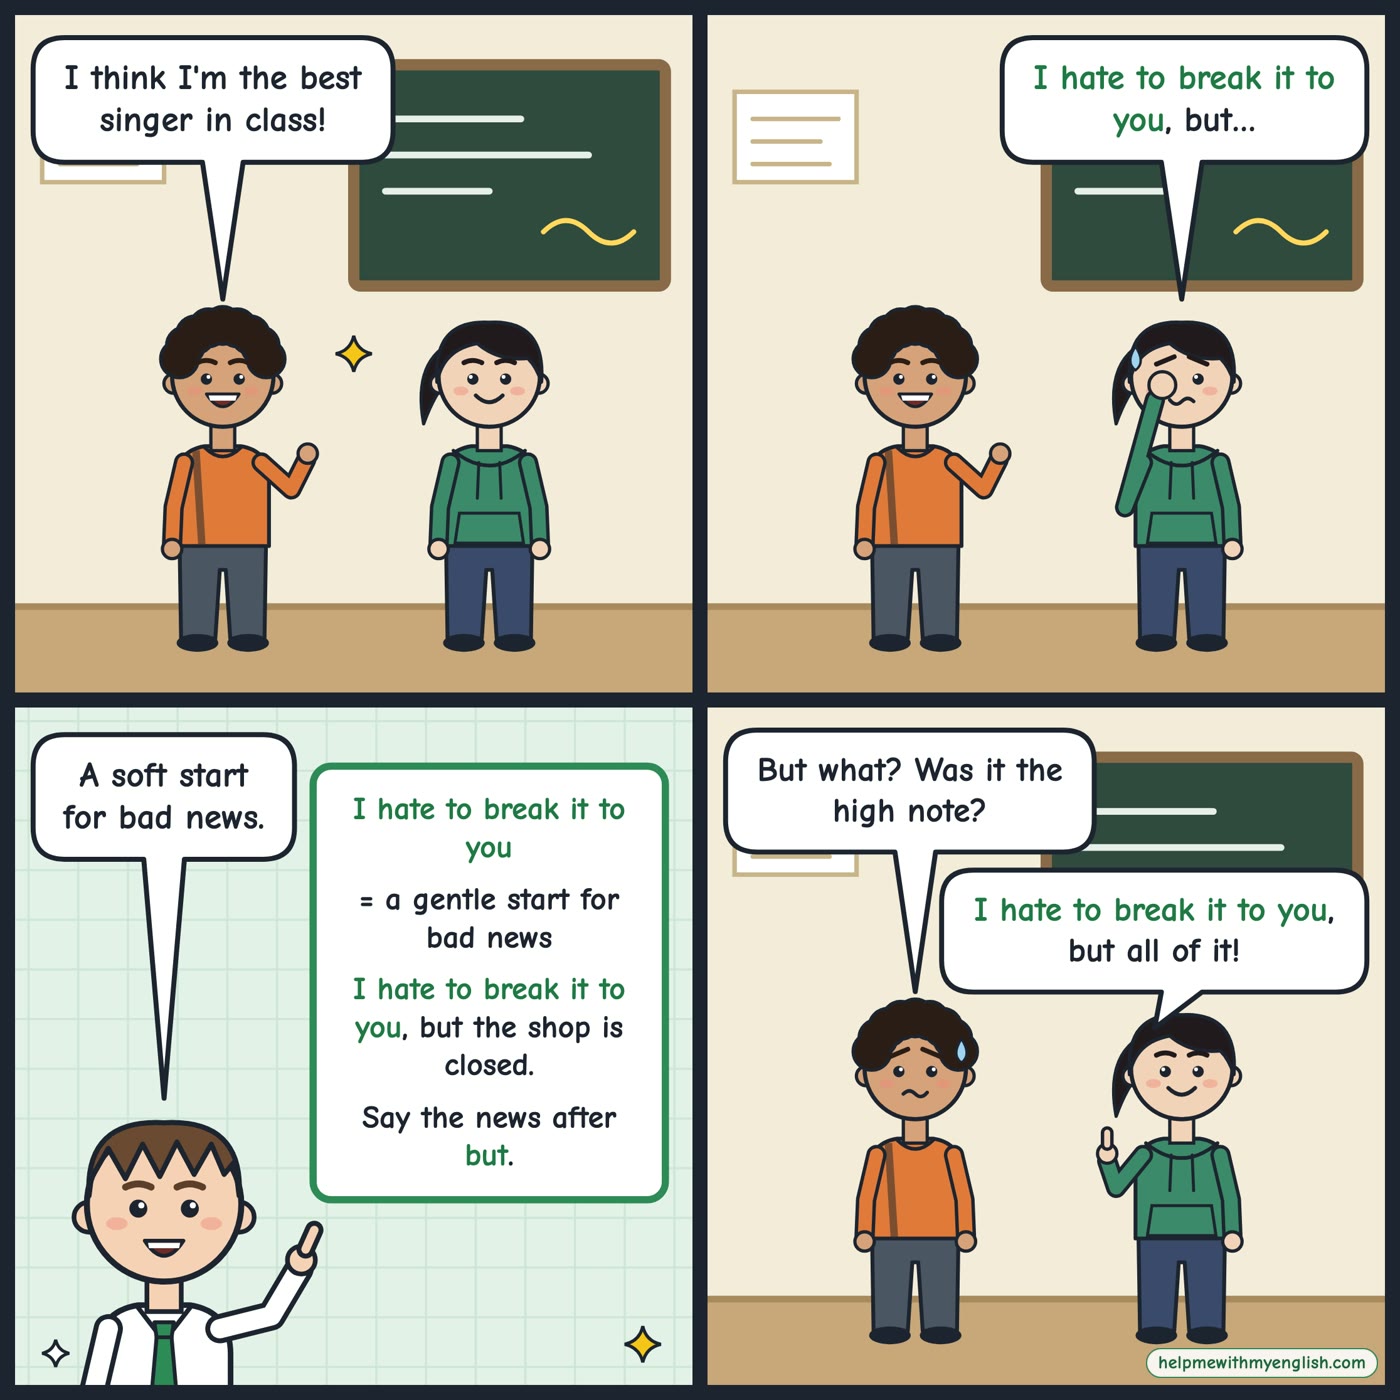 I think I'm the best
singer in class!
I hate to break it to
you, but...
A soft start
for bad news.
I hate to break it to
you
= a gentle start for
bad news
I hate to break it to
you, but the shop is
closed.
Say the news after
but.
But what? Was it the
high note?
I hate to break it to you,
but all of it!
helpmewithmyenglish.com